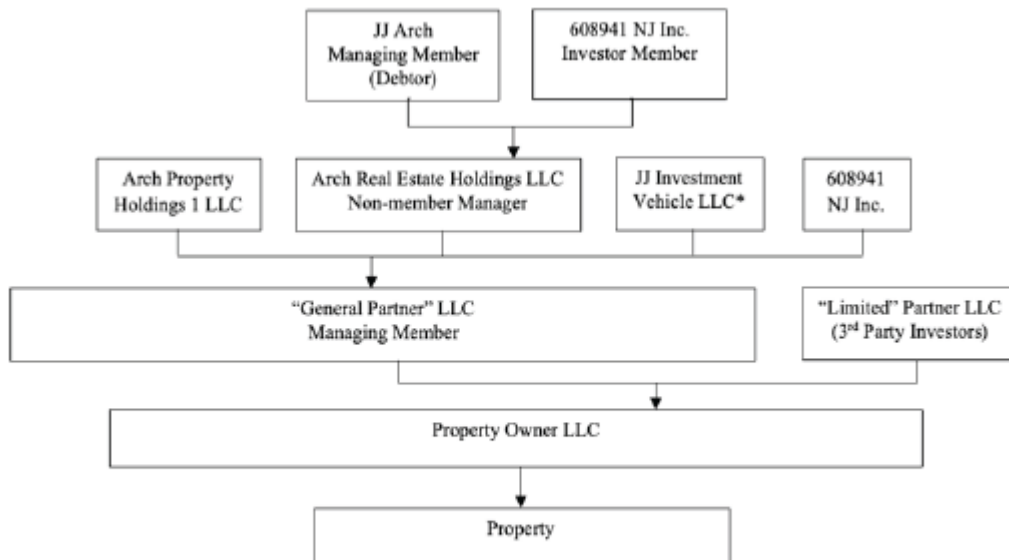 JJ Arch
Managing Member
(Debtor)
608941 NJ Inc.
Investor Member
Arch Property
Holdings 1 LLC
Arch Real Estate Holdings LLC
Non-member Manager
JJ Investment
Vehicle LLC*
608941
NJ Inc.
“General Partner” LLC
Managing Member
“Limited” Partner LLC
(3rd Party Investors)
Property Owner LLC
Property